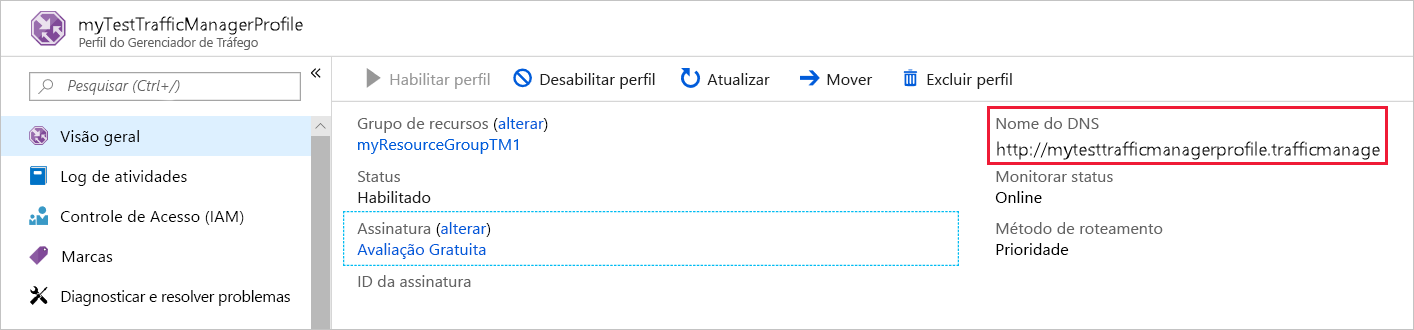 myTestTrafficManagerProfile
Perfil do Gerenciador de Tráfego
Pesquisar (Ctrl+/)
«
Visão geral
Log de atividades
Controle de Acesso (IAM)
Marcas
Diagnosticar e resolver problemas
Habilitar perfil
Desabilitar perfil
Atualizar
Mover
Excluir perfil
Grupo de recursos (alterar)
myResourceGroupTM1
Status
Habilitado
Assinatura (alterar)
Avaliação Gratuita
ID da assinatura
Nome do DNS
http://mytesttrafficmanagerprofile.trafficmanage
Monitorar status
Online
Método de roteamento
Prioridade